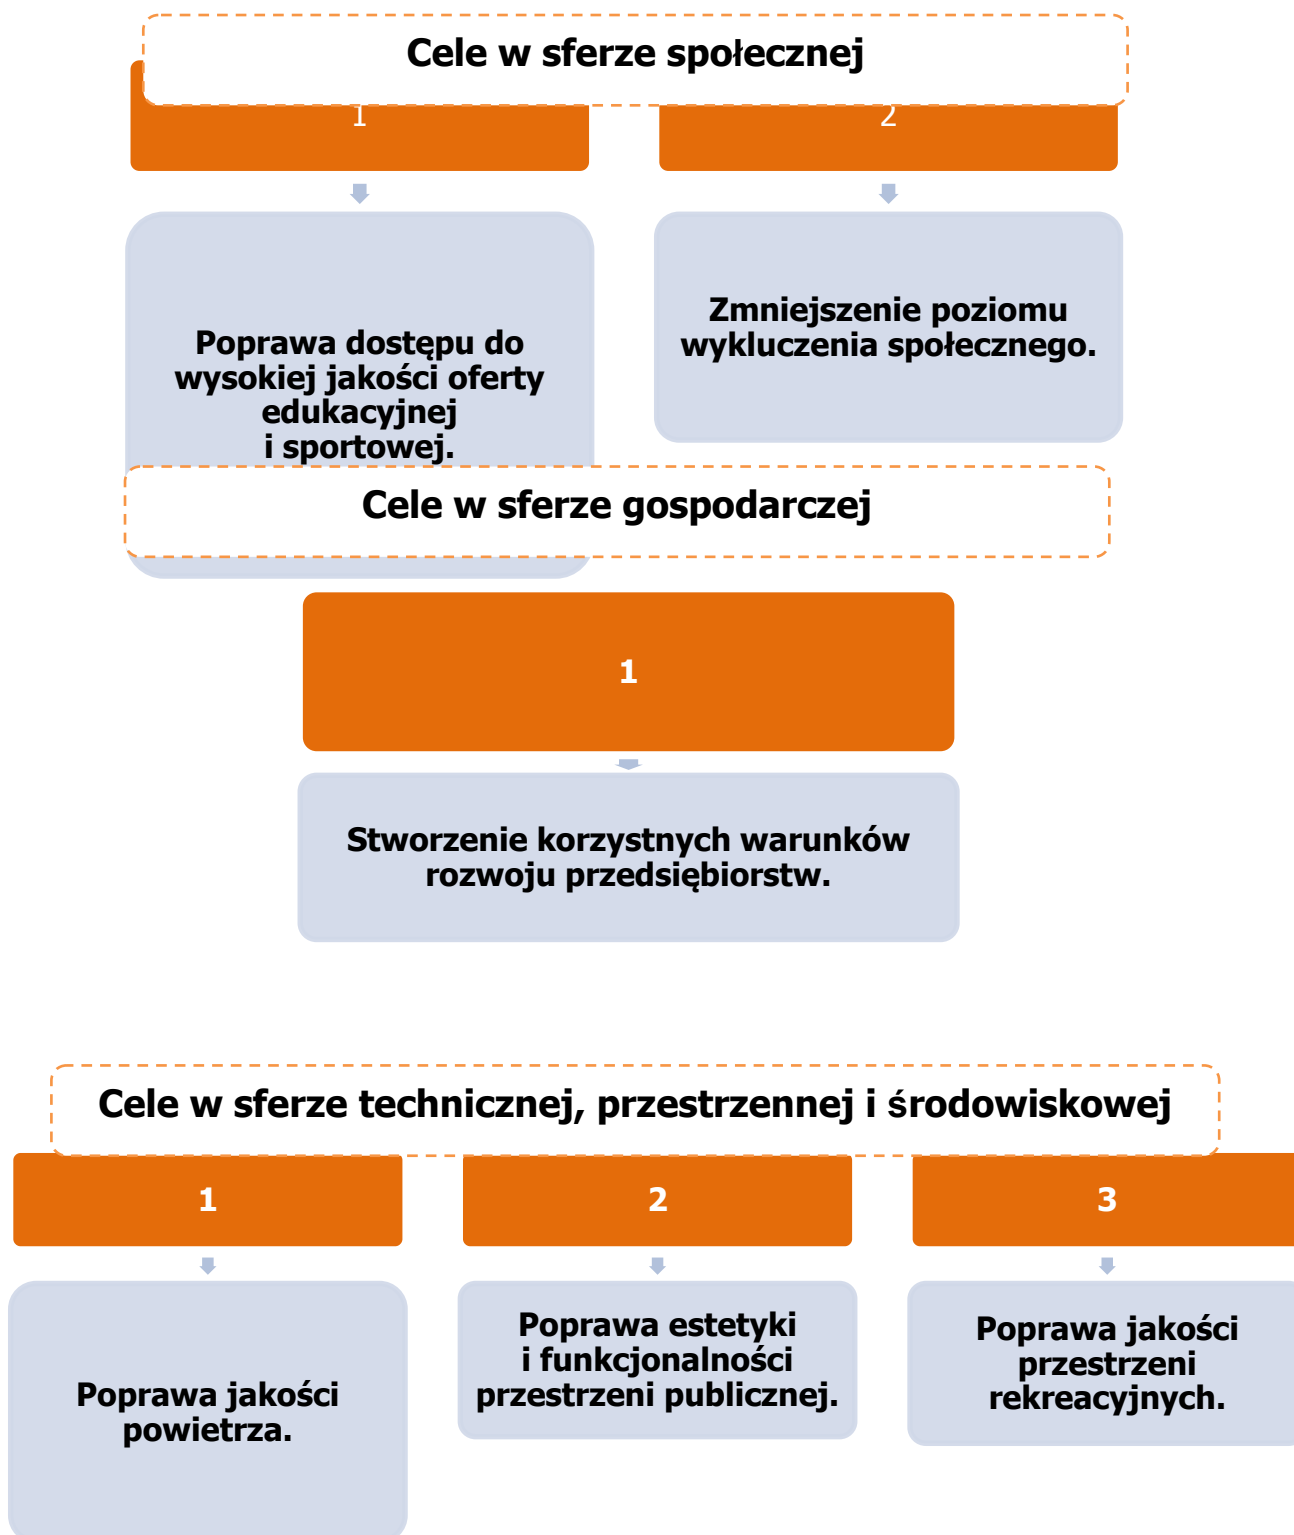 Cele w sferze społecznej
1
2
Poprawa dostępu do
wysokiej jakości oferty
edukacyjnej
i sportowej.
Zmniejszenie poziomu
wykluczenia społecznego.
Cele w sferze gospodarczej
1
Stworzenie korzystnych warunków
rozwoju przedsiębiorstw.
Cele w sferze technicznej, przestrzennej i środowiskowej
1
2
3
Poprawa jakości
powietrza.
Poprawa estetyki
i funkcjonalności
przestrzeni publicznej.
Poprawa jakości
przestrzeni
rekreacyjnych.